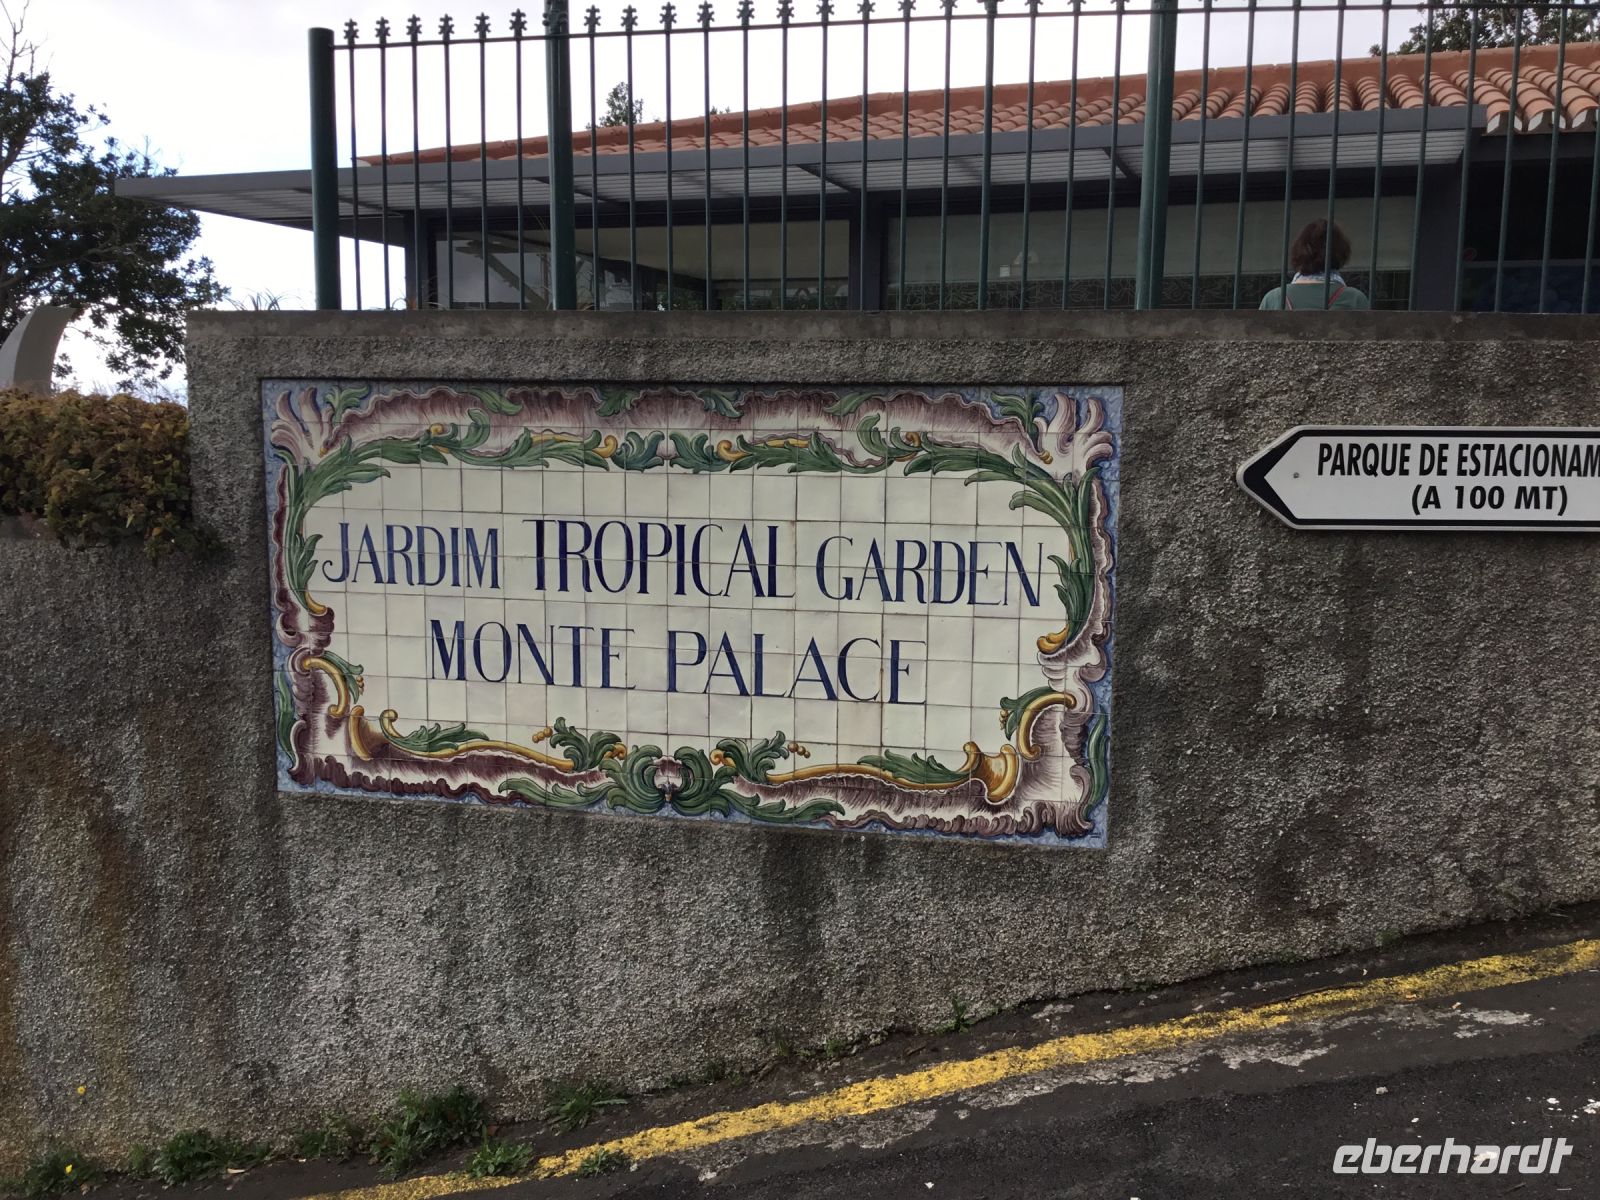 JARDIM TROPICAL GARDEN
MONTE PALACE
PARQUE DE ESTACIONAM
(A 100 MT)
eberhardt